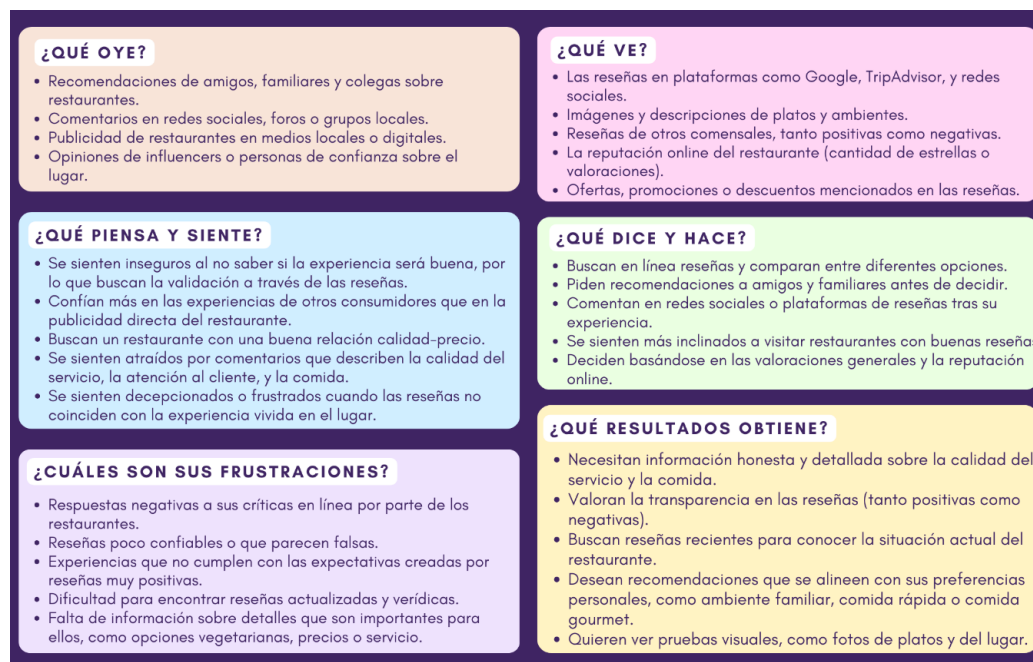 ¿QUÉ OYE?
• Recomendaciones de amigos, familiares y colegas sobre
restaurantes.
• Comentarios en redes sociales, foros o grupos locales.
• Publicidad de restaurantes en medios locales o digitales.
• Opiniones de influencers o personas de confianza sobre el
lugar.
¿QUÉ VE?
• Las reseñas en plataformas como Google, TripAdvisor, y redes
sociales.
• Imágenes y descripciones de platos y ambientes.
• Reseñas de otros comensales, tanto positivas como negativas.
• La reputación online del restaurante (cantidad de estrellas o
valoraciones).
• Ofertas, promociones o descuentos mencionados en las reseñas.
¿QUÉ PIENSA Y SIENTE?
• Se sienten inseguros al no saber si la experiencia será buena, por
lo que buscan la validación a través de las reseñas.
• Confían más en las experiencias de otros consumidores que en la
publicidad directa del restaurante.
• Buscan un restaurante con una buena relación calidad-precio.
• Se sienten atraídos por comentarios que describen la calidad del
servicio, la atención al cliente, y la comida.
• Se sienten decepcionados o frustrados cuando las reseñas no
coinciden con la experiencia vivida en el lugar.
¿QUÉ DICE Y HACE?
• Buscan en línea reseñas y comparan entre diferentes opciones.
• Piden recomendaciones a amigos y familiares antes de decidir.
• Comentan en redes sociales o plataformas de reseñas tras su
experiencia.
• Se sienten más inclinados a visitar restaurantes con buenas reseña
• Deciden basándose en las valoraciones generales y la reputación
online.
¿CUÁLES SON SUS FRUSTRACIONES?
• Respuestas negativas a sus críticas en línea por parte de los
restaurantes.
• Reseñas poco confiables o que parecen falsas.
• Experiencias que no cumplen con las expectativas creadas por
reseñas muy positivas.
• Dificultad para encontrar reseñas actualizadas y verídicas.
• Falta de información sobre detalles que son importantes para
ellos, como opciones vegetarianas, precios o servicio.
¿QUÉ RESULTADOS OBTIENE?
• Necesitan información honesta y detallada sobre la calidad del
servicio y la comida.
• Valoran la transparencia en las reseñas (tanto positivas como
negativas).
• Buscan reseñas recientes para conocer la situación actual del
restaurante.
• Desean recomendaciones que se alineen con sus preferencias
personales, como ambiente familiar, comida rápida o comida
gourmet.
• Quieren ver pruebas visuales, como fotos de platos y del lugar.